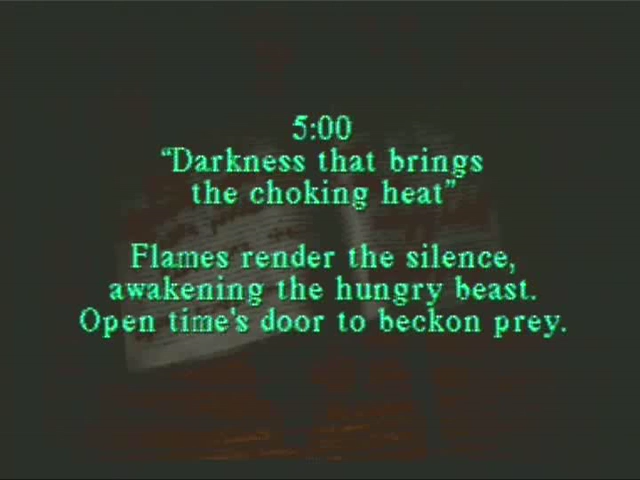 5:00
“Darkness that brings
the choking heat”
Flames render the silence,
awakening the hungry beast.
Open time's door to beckon prey.